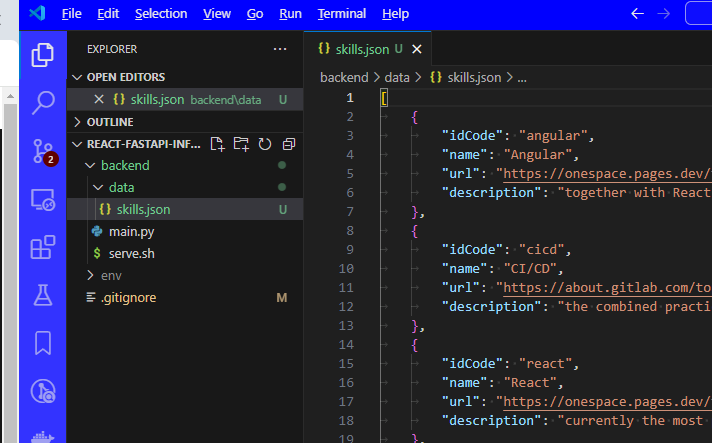 File Edit Selection View Go Run Terminal Help
EXPLORER
OPEN EDITORS
skills.json backend\data U
OUTLINE
REACT-FASTAPI-INF...
backend
data
skills.json U
main.py
serve.sh
env
.gitignore M
2
skills.json U
backend > data > skills.json > ...
1 [
2 {
3 "idCode": "angular",
4 "name": "Angular",
5 "url": "https://onespace.pages.dev/
6 "description": "together with React
7 },
8 {
9 "idCode": "cicd",
10 "name": "CI/CD",
11 "url": "https://about.gitlab.com/to
12 "description": "the combined practi
13 },
14 {
15 "idCode": "react",
16 "name": "React",
17 "url": "https://onespace.pages.dev/
18 "description": "currently the most
19 },